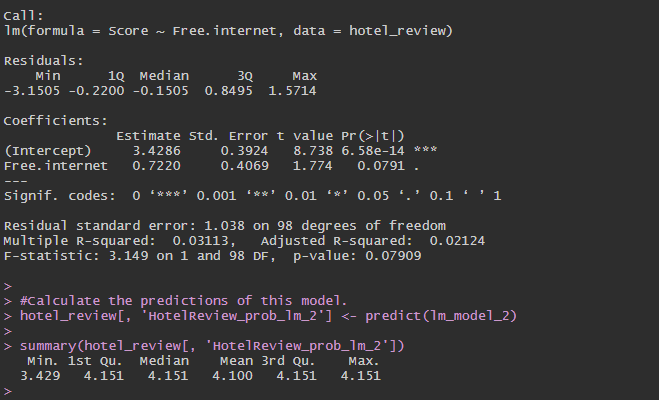 Call:
lm(formula = Score ~ Free.internet, data = hotel_review)
Residuals:
    Min      1Q  Median      3Q     Max
-3.1505 -0.2200 -0.1505  0.8495  1.5714
Coefficients:
              Estimate Std. Error t value Pr(>|t|)
(Intercept)     3.4286     0.3924   8.738 6.58e-14 ***
Free.internet   0.7220     0.4069   1.774   0.0791 .
---
Signif. codes:  0 ‘***’ 0.001 ‘**’ 0.01 ‘*’ 0.05 ‘.’ 0.1 ‘ ’ 1
Residual standard error: 1.038 on 98 degrees of freedom
Multiple R-squared:  0.03113,   Adjusted R-squared:  0.02124
F-statistic: 3.149 on 1 and 98 DF,  p-value: 0.07909
>
> #Calculate the predictions of this model.
> hotel_review[, 'HotelReview_prob_lm_2'] <- predict(lm_model_2)
>
> summary(hotel_review[, 'HotelReview_prob_lm_2'])
   Min. 1st Qu.  Median    Mean 3rd Qu.    Max.
  3.429   4.151   4.151   4.100   4.151   4.151
>